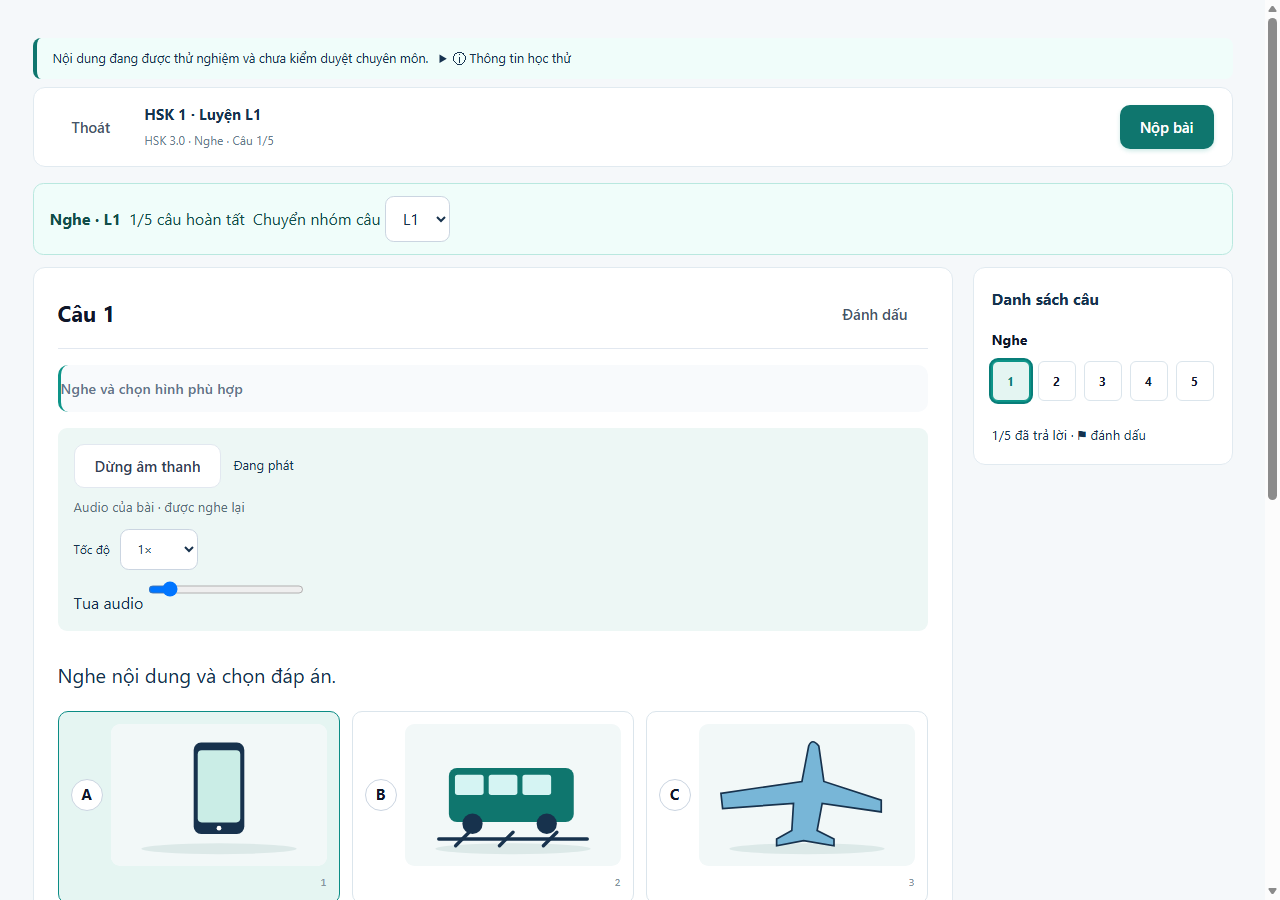 Nội dung đang được thử nghiệm và chưa kiểm duyệt chuyên môn. ▶ ⓘ Thông tin học thử
Thoát
HSK 1 · Luyện L1
HSK 3.0 · Nghe · Câu 1/5
Nộp bài
Nghe · L1 1/5 câu hoàn tất Chuyển nhóm câu L1
Câu 1
Đánh dấu
Nghe và chọn hình phù hợp
Dừng âm thanh Đang phát
Audio của bài · được nghe lại
Tốc độ 1×
Tua audio
Nghe nội dung và chọn đáp án.
A
1
B
2
C
3
Danh sách câu
Nghe
1 2 3 4 5
1/5 đã trả lời · ⚑ đánh dấu